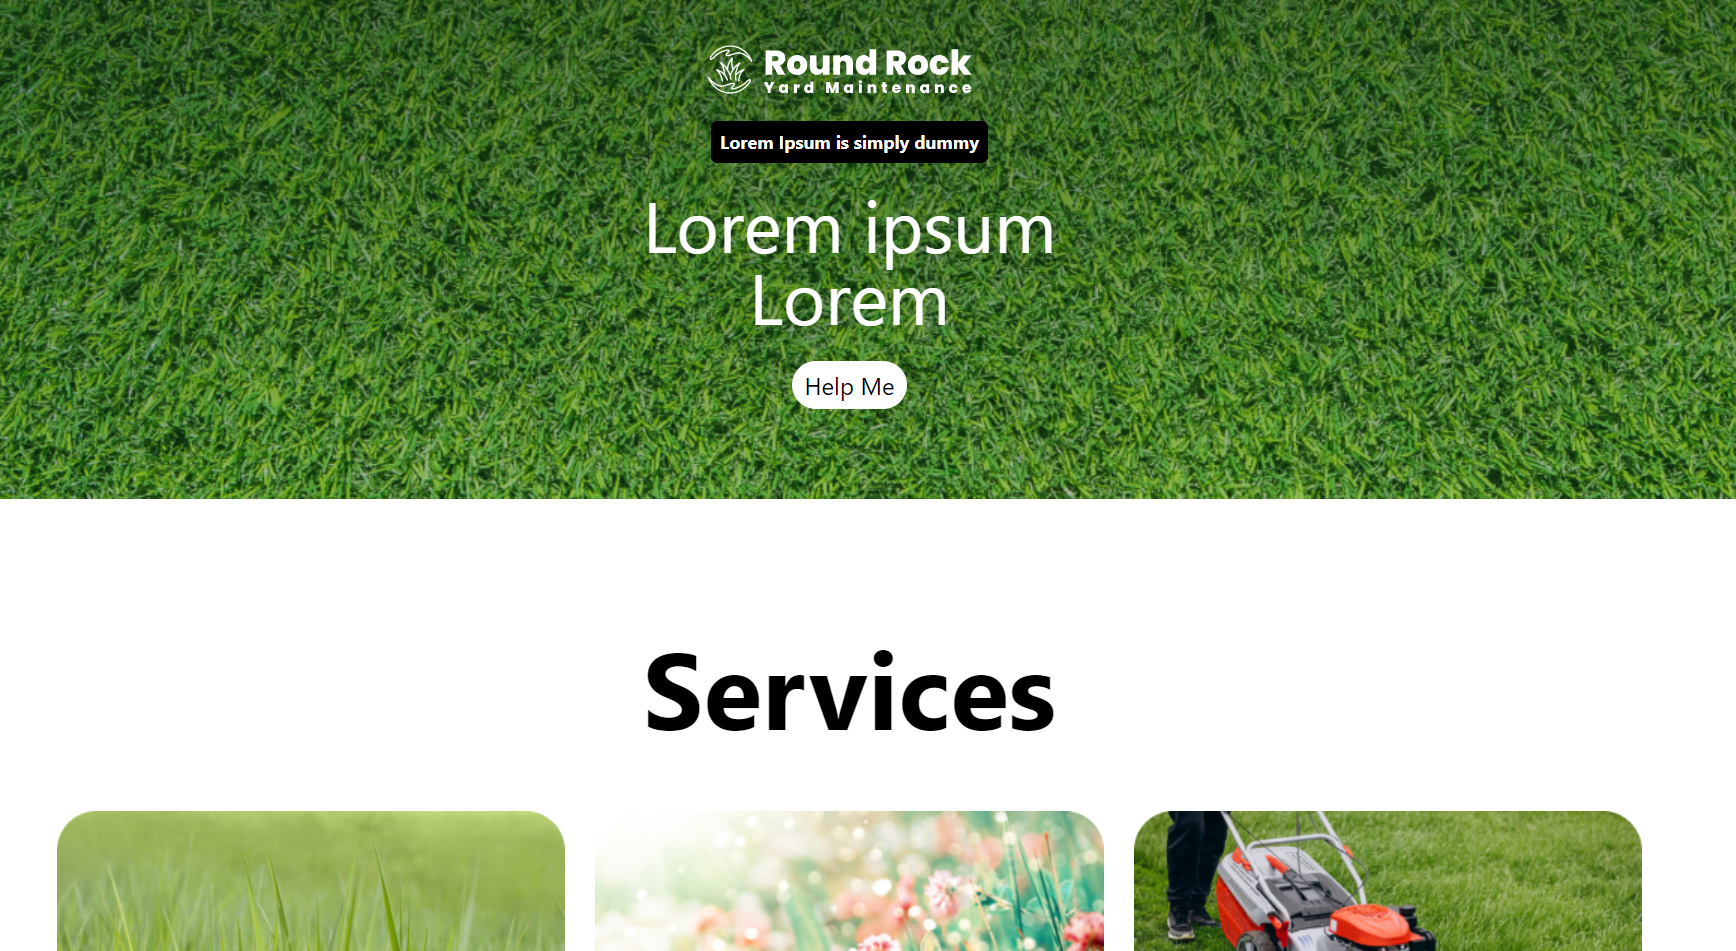 Round Rock
Yard Maintenance
Lorem Ipsum is simply dummy
Lorem ipsum
Lorem
Help Me
Services